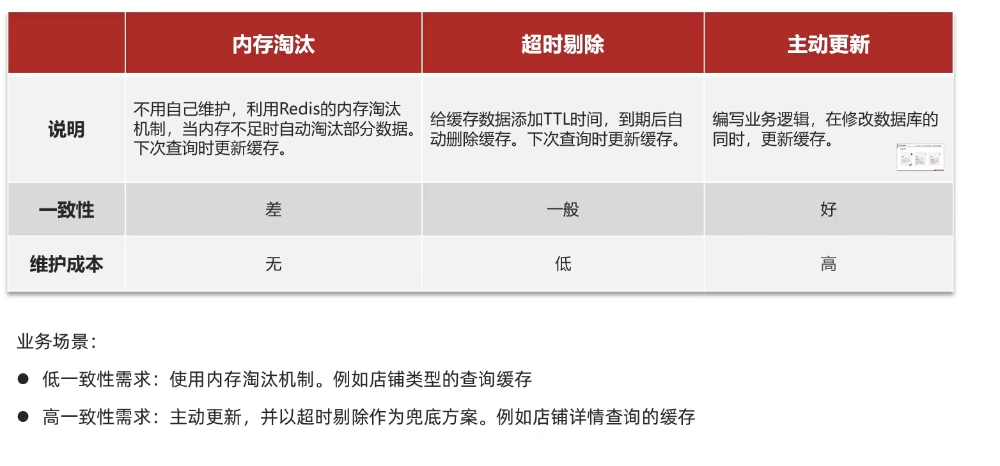 内存淘汰 超时剔除 主动更新
说明
不用自己维护，利用Redis的内存淘汰
机制，当内存不足时自动淘汰部分数据。
下次查询时更新缓存。
给缓存数据添加TTL时间，到期后自
动删除缓存。下次查询时更新缓存。
编写业务逻辑，在修改数据库的
同时，更新缓存。
一致性 差 一般 好
维护成本 无 低 高
业务场景：
● 低一致性需求：使用内存淘汰机制。例如店铺类型的查询缓存
● 高一致性需求：主动更新，并以超时剔除作为兜底方案。例如店铺详情查询的缓存